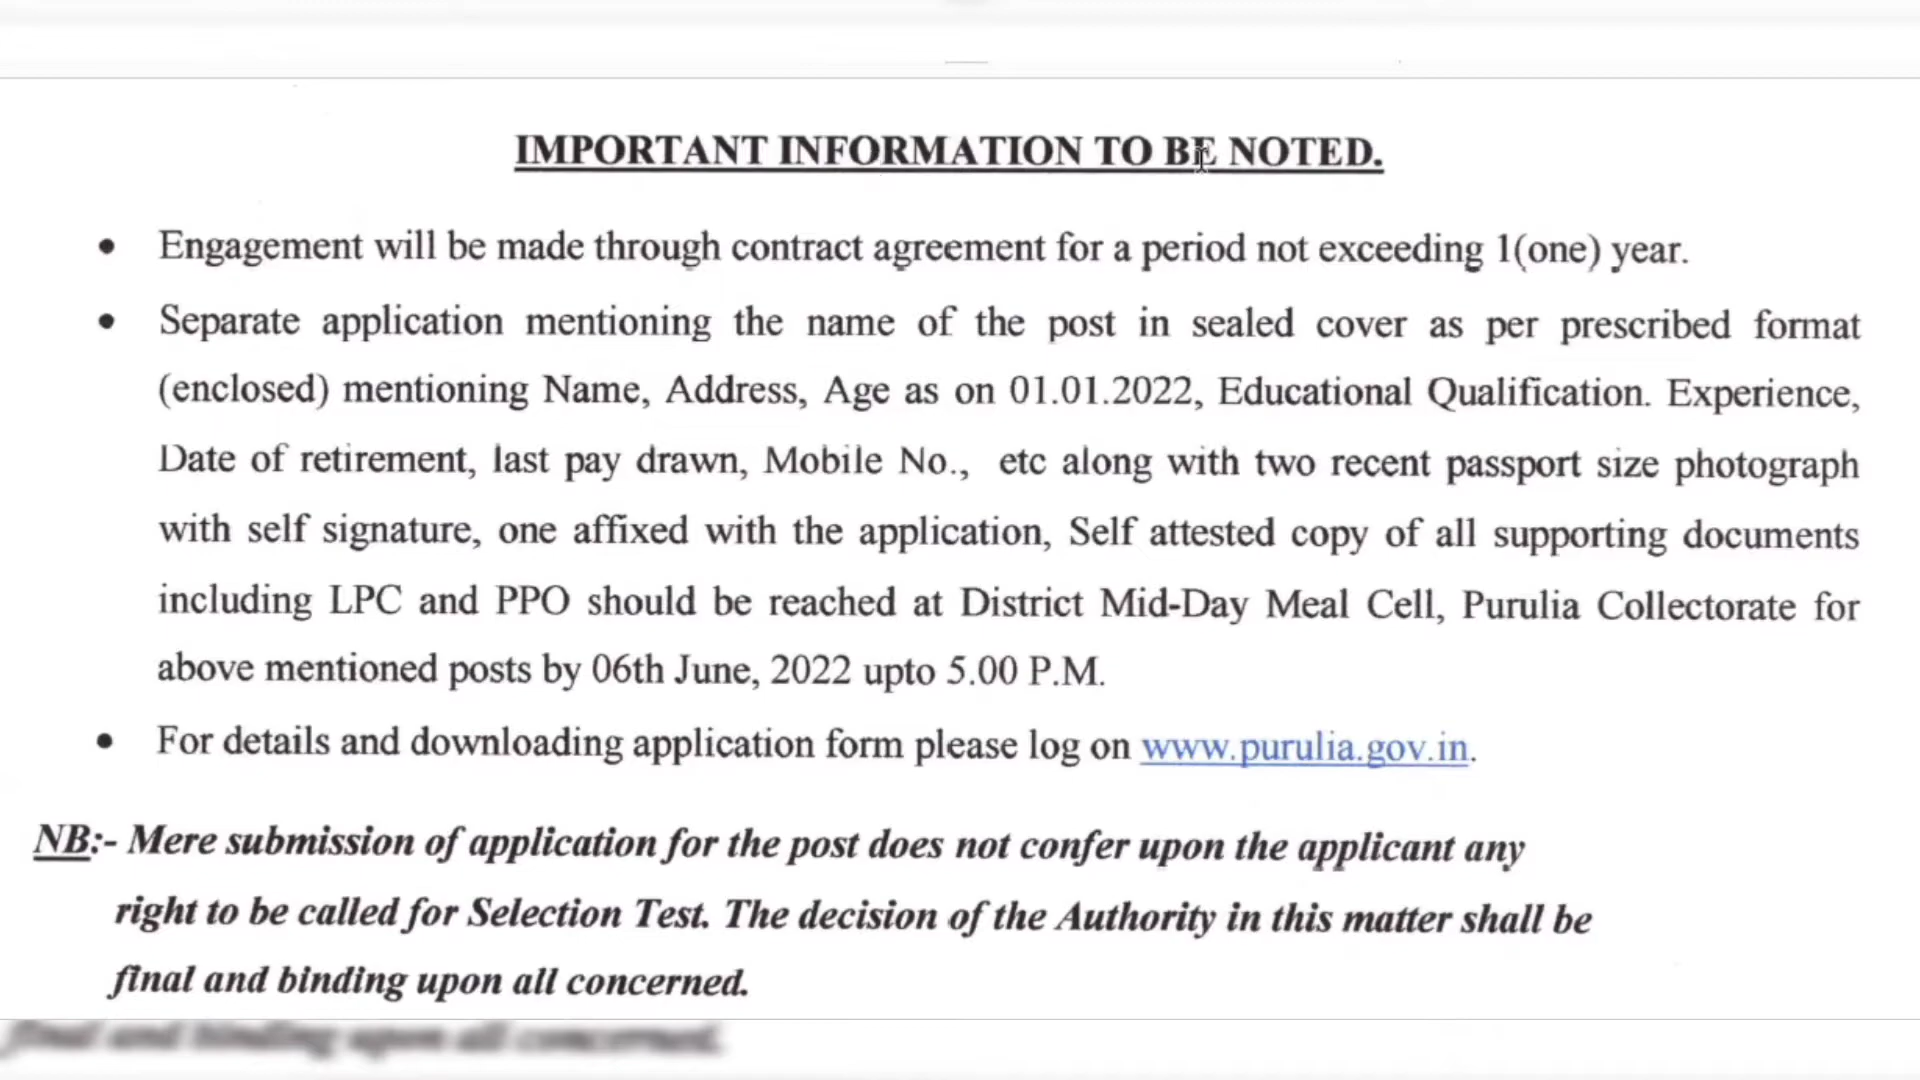 IMPORTANT INFORMATION TO BE NOTED.
• Engagement will be made through contract agreement for a period not exceeding 1(one) year.
• Separate application mentioning the name of the post in sealed cover as per prescribed format
(enclosed) mentioning Name, Address, Age as on 01.01.2022, Educational Qualification. Experience,
Date of retirement, last pay drawn, Mobile No., etc along with two recent passport size photograph
with self signature, one affixed with the application, Self attested copy of all supporting documents
including LPC and PPO should be reached at District Mid-Day Meal Cell, Purulia Collectorate for
above mentioned posts by 06th June, 2022 upto 5.00 P.M.
• For details and downloading application form please log on www.purulia.gov.in.
NB:- Mere submission of application for the post does not confer upon the applicant any
right to be called for Selection Test. The decision of the Authority in this matter shall be
final and binding upon all concerned.
final and binding upon all concerned.